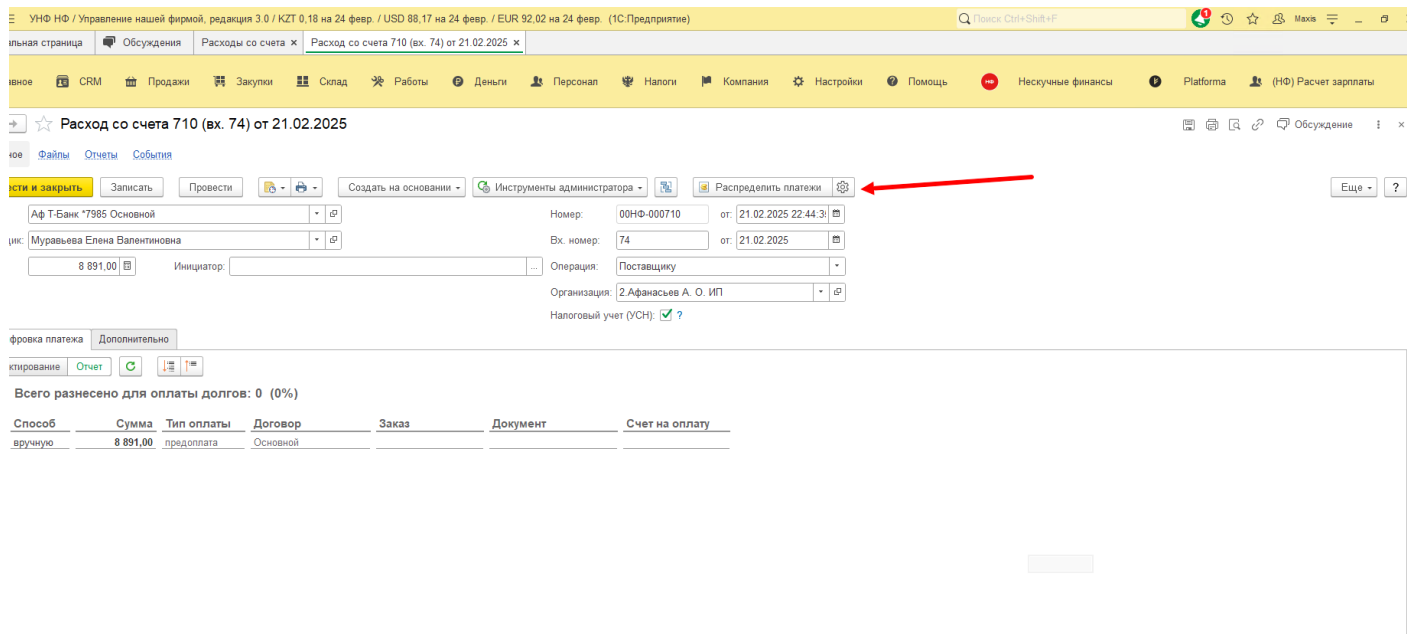 УНФ НФ / Управление нашей фирмой, редакция 3.0 / KZT 0,18 на 24 февр. / USD 88,17 на 24 февр. / EUR 92,02 на 24 февр. (1С:Предприятие) Поиск Ctrl+Shift+F 1 Maxis
альная страница Обсуждения Расходы со счета × Расход со счета 710 (вх. 74) от 21.02.2025 ×
авное CRM Продажи Закупки Склад Работы Деньги Персонал Налоги Компания Настройки Помощь НФ Нескучные финансы Platforma (НФ) Расчет зарплаты
Расход со счета 710 (вх. 74) от 21.02.2025 Обсуждение
ное Файлы Отчеты События
ести и закрыть Записать Провести Создать на основании Инструменты администратора Распределить платежи Еще ?
Аф Т-Банк *7985 Основной Номер: 00НФ-000710 от: 21.02.2025 22:44:3
щик: Муравьева Елена Валентиновна Вх. номер: 74 от: 21.02.2025
8 891,00 Инициатор: ... Операция: Поставщику
Организация: 2.Афанасьев А. О. ИП
Налоговый учет (УСН): ?
фровка платежа Дополнительно
ктирование Отчет
Всего разнесено для оплаты долгов: 0 (0%)
Способ Сумма Тип оплаты Договор Заказ Документ Счет на оплату
вручную 8 891,00 предоплата Основной